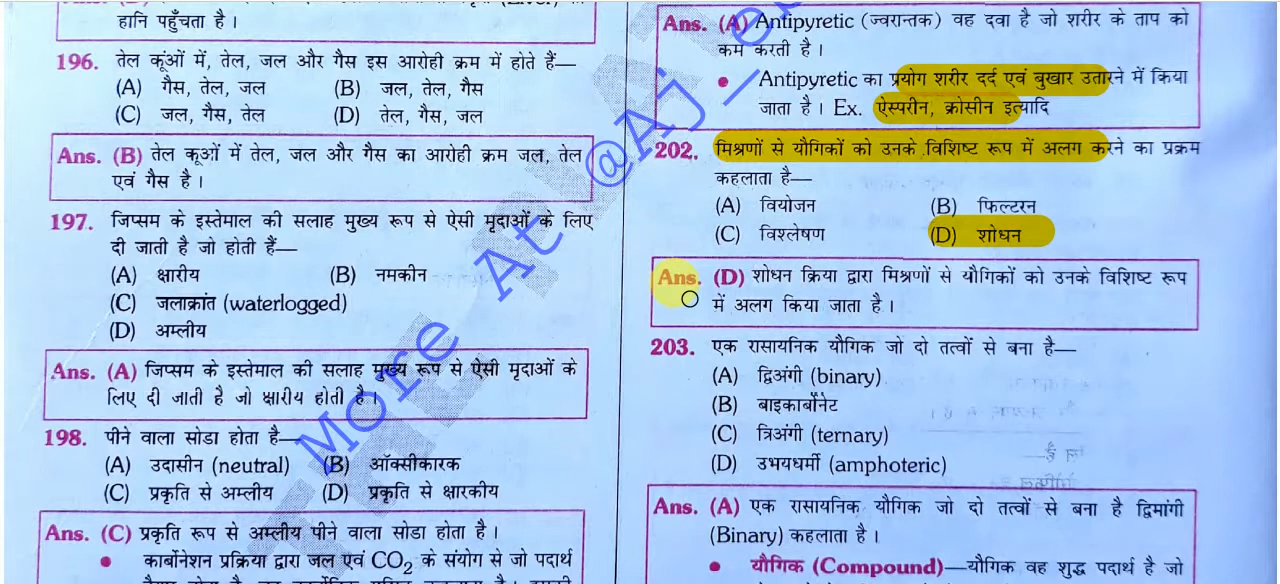 हानि पहुँचता है ।
196. तेल कूंओं में, तेल, जल और गैस इस आरोही क्रम में होते हैं—
(A) गैस, तेल, जल (B) जल, तेल, गैस
(C) जल, गैस, तेल (D) तेल, गैस, जल
Ans. (B) तेल कूओं में तेल, जल और गैस का आरोही क्रम जल, तेल
एवं गैस है ।
197. जिप्सम के इस्तेमाल की सलाह मुख्य रूप से ऐसी मृदाओं के लिए
दी जाती है जो होती हैं—
(A) क्षारीय (B) नमकीन
(C) जलाक्रांत (waterlogged)
(D) अम्लीय
Ans. (A) जिप्सम के इस्तेमाल की सलाह मुख्य रूप से ऐसी मृदाओं के
लिए दी जाती है जो क्षारीय होती है ।
198. पीने वाला सोडा होता है—
(A) उदासीन (neutral) (B) ऑक्सीकारक
(C) प्रकृति से अम्लीय (D) प्रकृति से क्षारकीय
Ans. (C) प्रकृति रूप से अम्लीय पीने वाला सोडा होता है ।
• कार्बोनेशन प्रक्रिया द्वारा जल एवं CO2 के संयोग से जो पदार्थ
Ans. (A) Antipyretic (ज्वरान्तक) वह दवा है जो शरीर के ताप को
कम करती है ।
• Antipyretic का प्रयोग शरीर दर्द एवं बुखार उतारने में किया
जाता है । Ex. ऐस्परीन, क्रोसीन इत्यादि
202. मिश्रणों से यौगिकों को उनके विशिष्ट रूप में अलग करने का प्रक्रम
कहलाता है—
(A) वियोजन (B) फिल्टरन
(C) विश्लेषण (D) शोधन
Ans. (D) शोधन क्रिया द्वारा मिश्रणों से यौगिकों को उनके विशिष्ट रूप
में अलग किया जाता है ।
203. एक रासायनिक यौगिक जो दो तत्वों से बना है—
(A) द्विअंगी (binary)
(B) बाइकार्बोनेट
(C) त्रिअंगी (ternary)
(D) उभयधर्मी (amphoteric)
Ans. (A) एक रासायनिक यौगिक जो दो तत्वों से बना है द्विमांगी
(Binary) कहलाता है ।
• यौगिक (Compound)—यौगिक वह शुद्ध पदार्थ है जो
More At @Aj_e